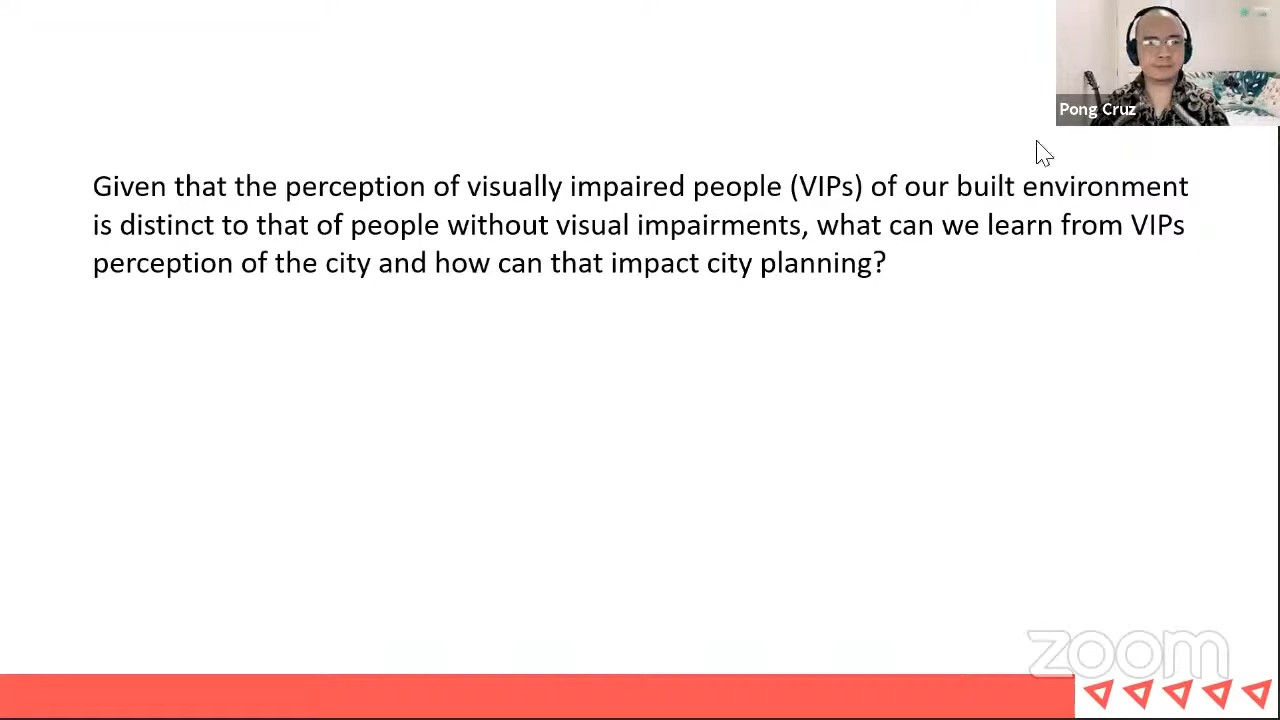 Pong Cruz
Given that the perception of visually impaired people (VIPs) of our built environment
is distinct to that of people without visual impairments, what can we learn from VIPs
perception of the city and how can that impact city planning?
zoom